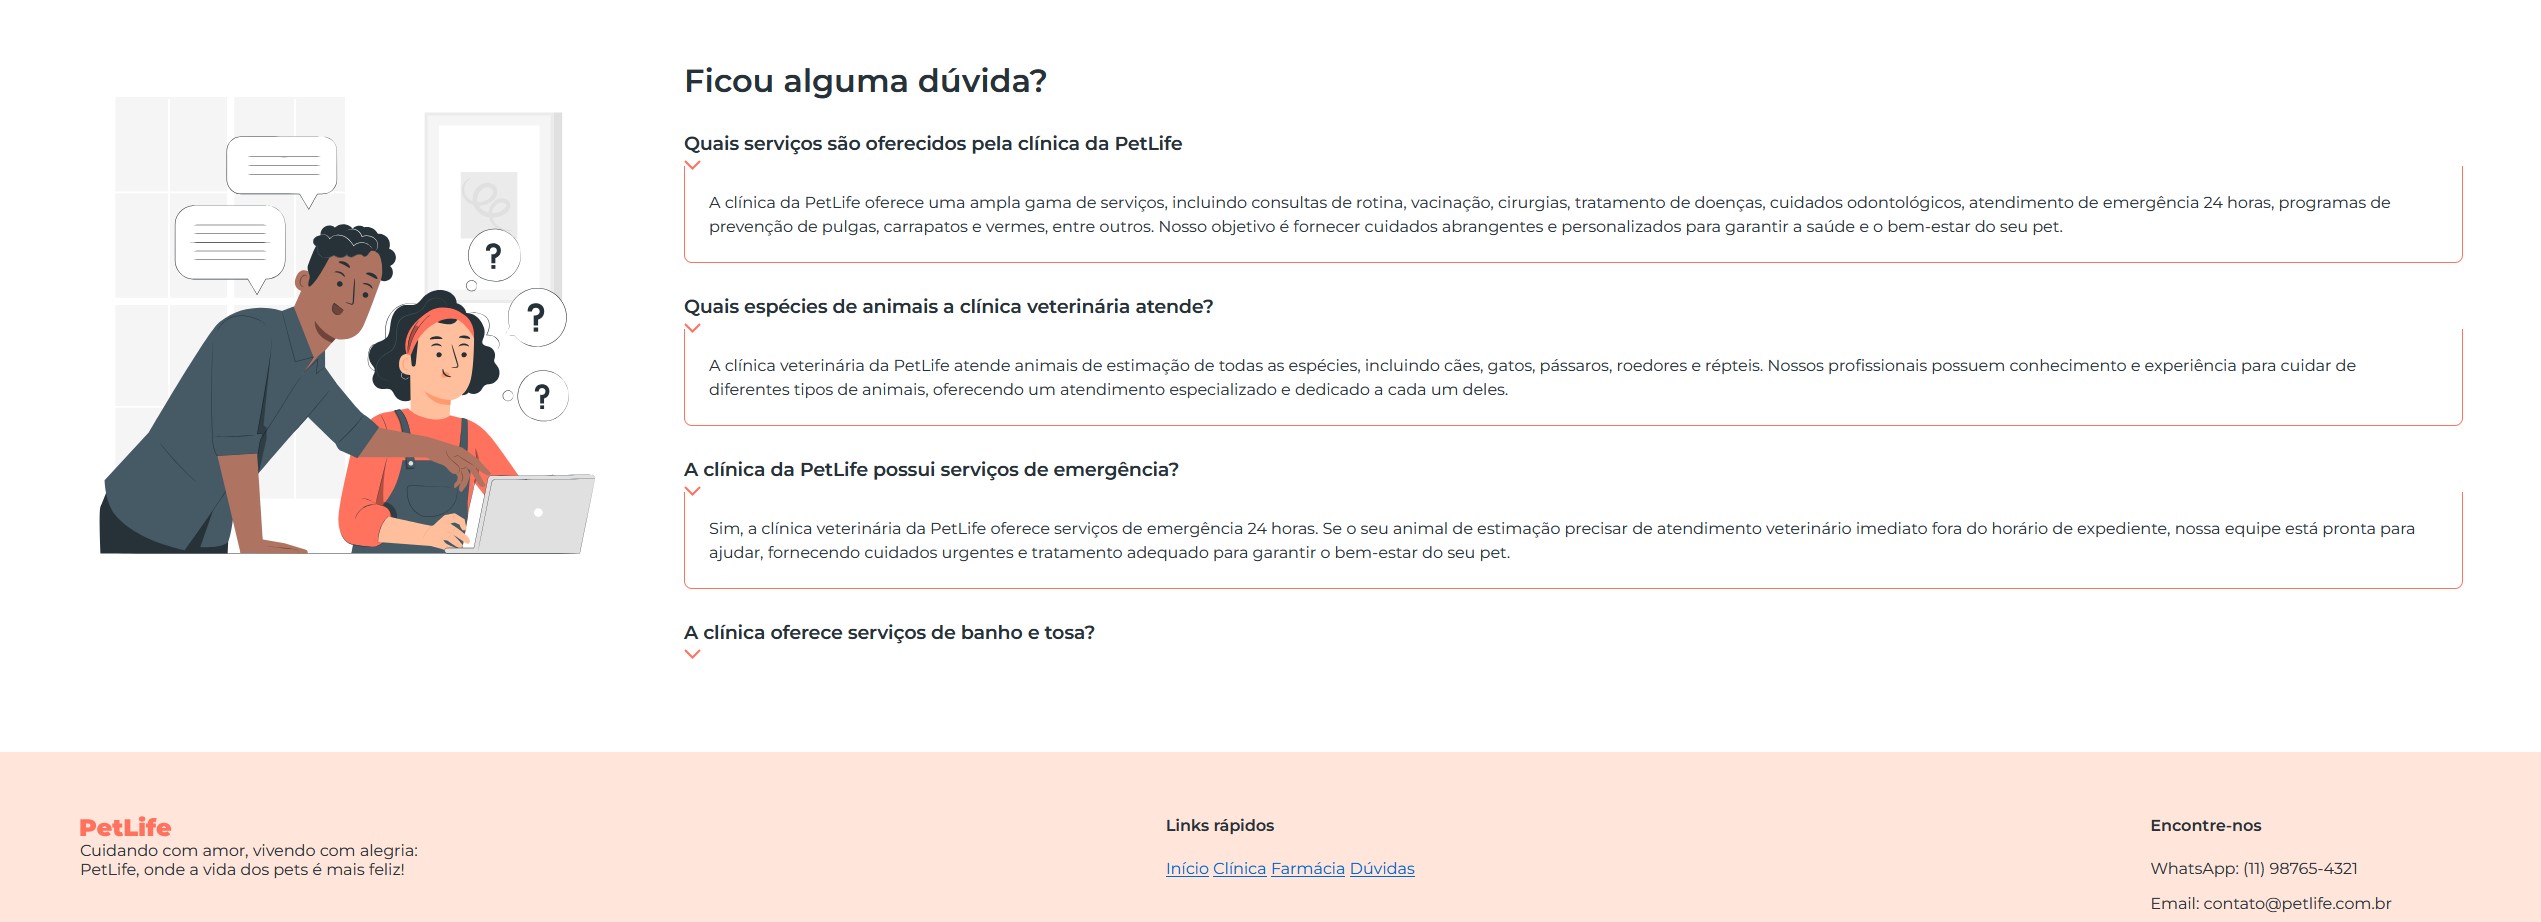 Ficou alguma dúvida?
Quais serviços são oferecidos pela clínica da PetLife
A clínica da PetLife oferece uma ampla gama de serviços, incluindo consultas de rotina, vacinação, cirurgias, tratamento de doenças, cuidados odontológicos, atendimento de emergência 24 horas, programas de
prevenção de pulgas, carrapatos e vermes, entre outros. Nosso objetivo é fornecer cuidados abrangentes e personalizados para garantir a saúde e o bem-estar do seu pet.
Quais espécies de animais a clínica veterinária atende?
A clínica veterinária da PetLife atende animais de estimação de todas as espécies, incluindo cães, gatos, pássaros, roedores e répteis. Nossos profissionais possuem conhecimento e experiência para cuidar de
diferentes tipos de animais, oferecendo um atendimento especializado e dedicado a cada um deles.
A clínica da PetLife possui serviços de emergência?
Sim, a clínica veterinária da PetLife oferece serviços de emergência 24 horas. Se o seu animal de estimação precisar de atendimento veterinário imediato fora do horário de expediente, nossa equipe está pronta para
ajudar, fornecendo cuidados urgentes e tratamento adequado para garantir o bem-estar do seu pet.
A clínica oferece serviços de banho e tosa?
?
?
?
PetLife
Cuidando com amor, vivendo com alegria:
PetLife, onde a vida dos pets é mais feliz!
Links rápidos
Início Clínica Farmácia Dúvidas
Encontre-nos
WhatsApp: (11) 98765-4321
Email: contato@petlife.com.br